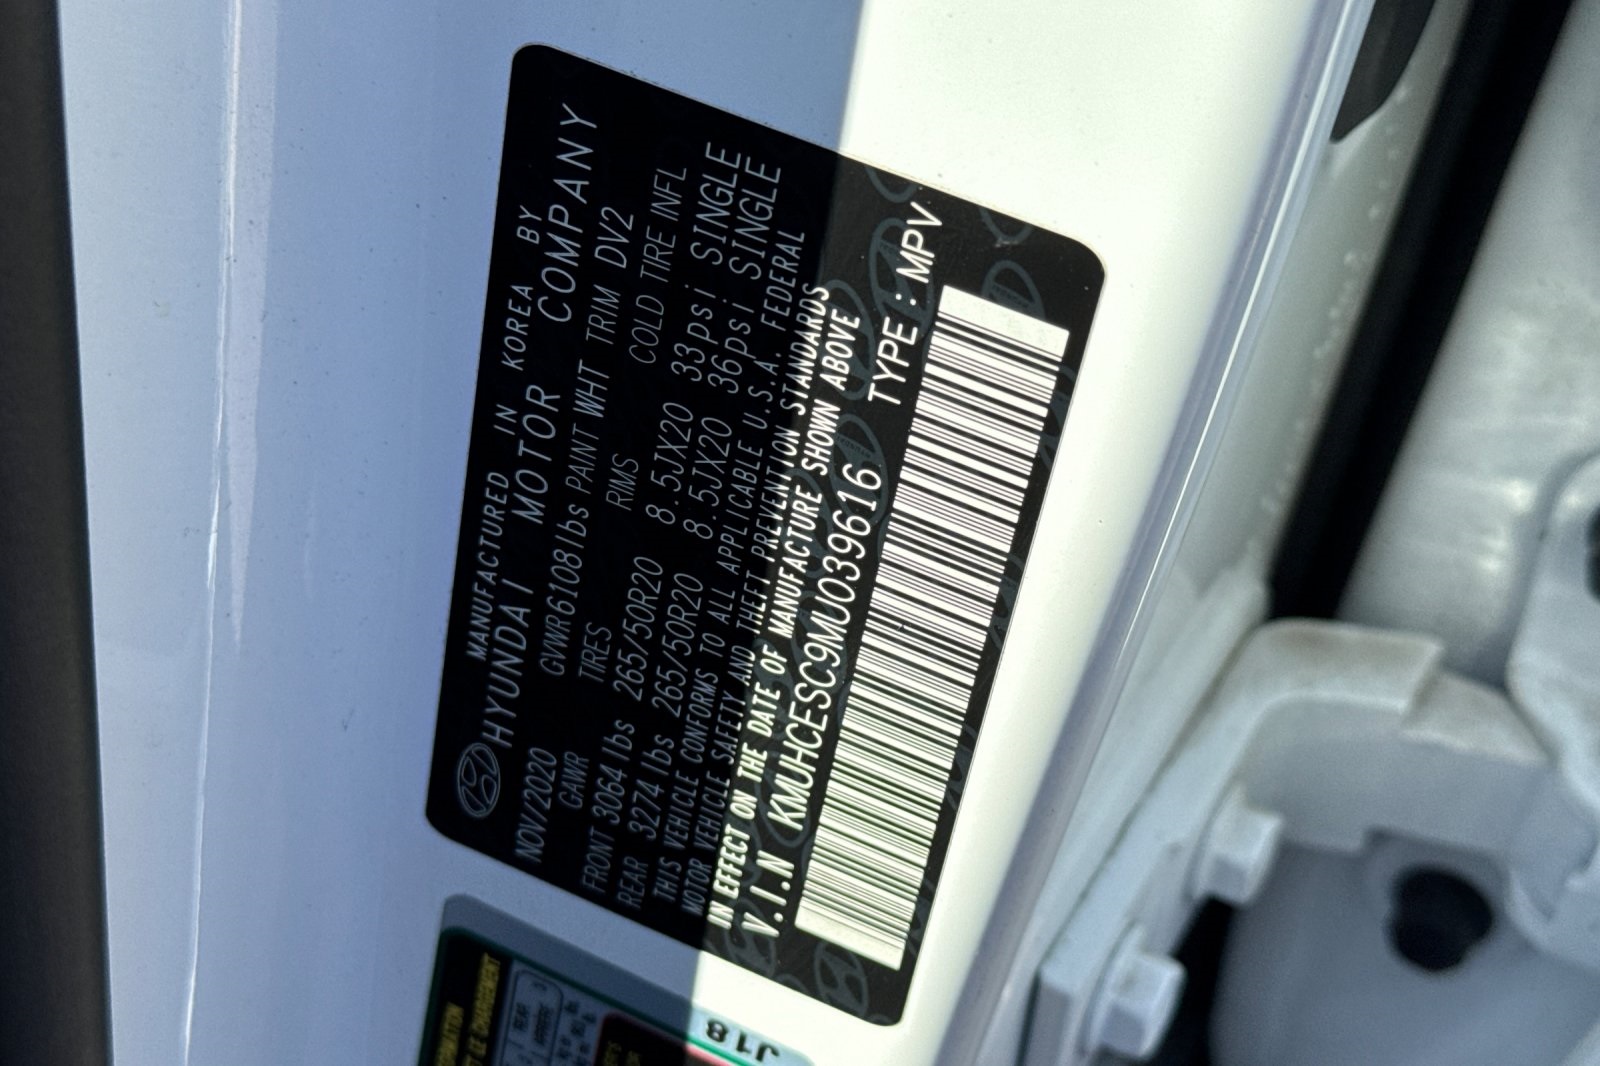 MANUFACTURED IN KOREA BY
HYUNDAI MOTOR COMPANY
NOV/2020 GVWR 6108lbs PAINT WHT TRIM DV2
GAWR TIRES RMS COLD TIRE INFL
FRONT 3064lbs 265/50R20 8.5JX20 33psi SINGLE
REAR 3274lbs 265/50R20 8.5JX20 36psi SINGLE
THIS VEHICLE CONFORMS TO ALL APPLICABLE U.S.A. FEDERAL
MOTOR VEHICLE SAFETY AND THEFT PREVENTION STANDARDS
IN EFFECT ON THE DATE OF MANUFACTURE SHOWN ABOVE
V.I.N KMUHCESC9MU039616 TYPE : MPV
J18
REAR